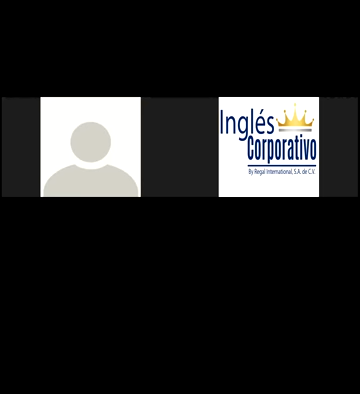 Inglés
Corporativo
By Regal International, S.A. de C.V.